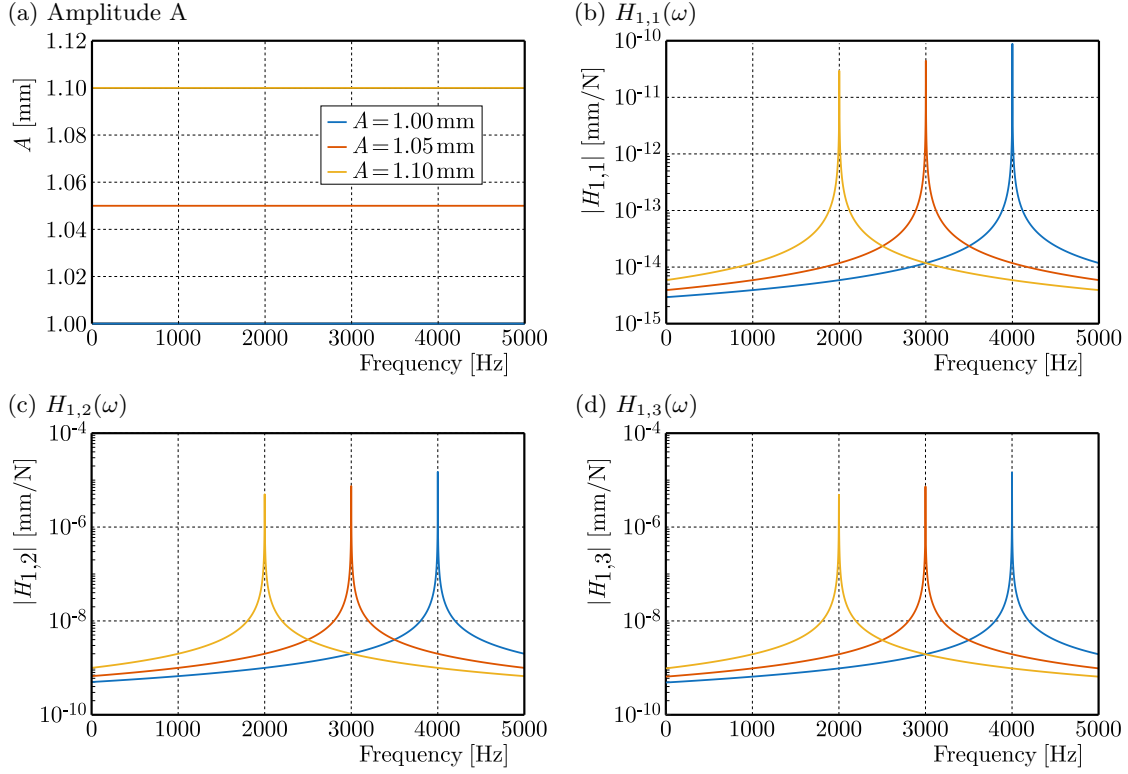 (a) Amplitude A
1.12
1.10
1.08
1.06
1.04
1.02
1.00
A [mm]
A = 1.00 mm
A = 1.05 mm
A = 1.10 mm
0 1000 2000 3000 4000 5000
Frequency [Hz]
(b) H₁,₁(ω)
10⁻¹⁰
10⁻¹¹
10⁻¹²
10⁻¹³
10⁻¹⁴
10⁻¹⁵
|H₁,₁| [mm/N]
0 1000 2000 3000 4000 5000
Frequency [Hz]
(c) H₁,₂(ω)
10⁻⁴
10⁻⁶
10⁻⁸
10⁻¹⁰
|H₁,₂| [mm/N]
0 1000 2000 3000 4000 5000
Frequency [Hz]
(d) H₁,₃(ω)
10⁻⁴
10⁻⁶
10⁻⁸
10⁻¹⁰
|H₁,₃| [mm/N]
0 1000 2000 3000 4000 5000
Frequency [Hz]